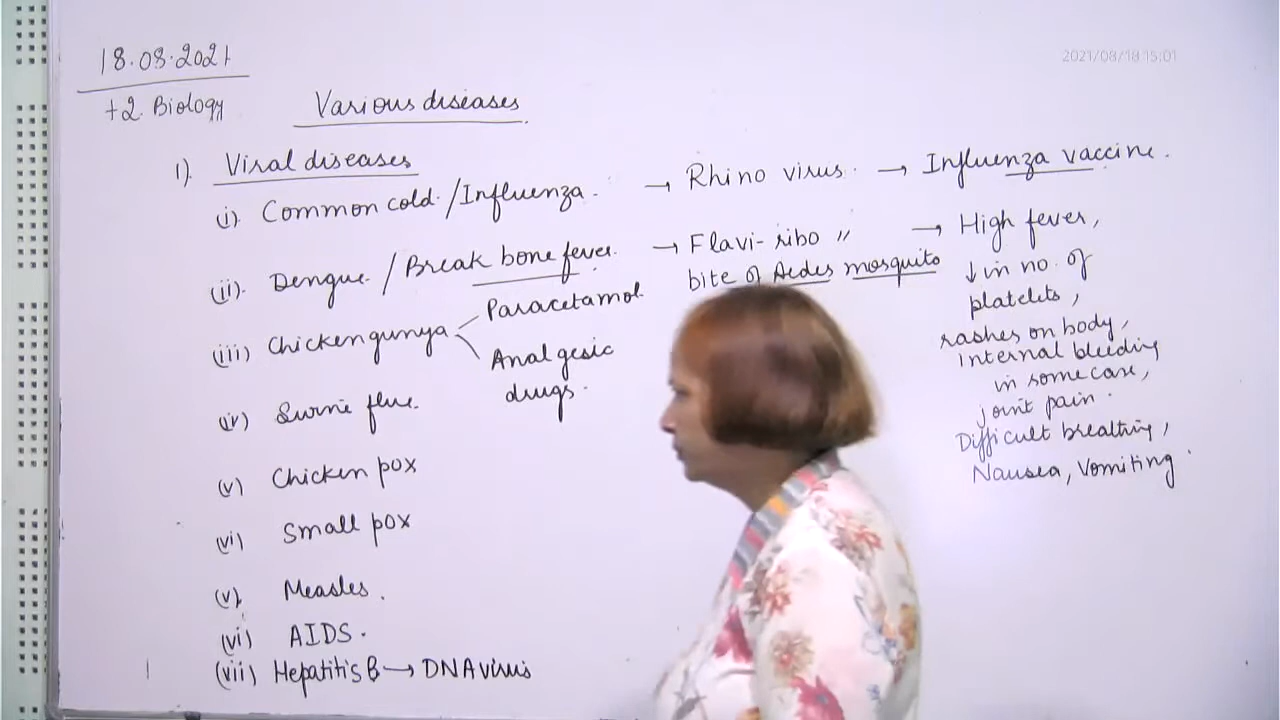 18.08.2021
2021/08/18 15:01
+2. Biology
Various diseases
1). Viral diseases
(i). Common cold./Influenza. → Rhino virus. → Influenza vaccine.
(ii). Dengue / Break bone fever. → Flavi-ribo " → High fever,
bite of Aedes mosquito
↓ in no. of
platelets,
(iii) Chickengunya
Paracetamol.
Analgesic
drugs.
rashes on body,
internal bleeding
in some case,
joint pain.
Difficult breathing,
Nausea, Vomiting.
(iv) Swine flue.
(v) Chicken pox
(vi) Small pox
(v). Measles.
(vi) AIDS.
(vii) Hepatitis B → DNA virus